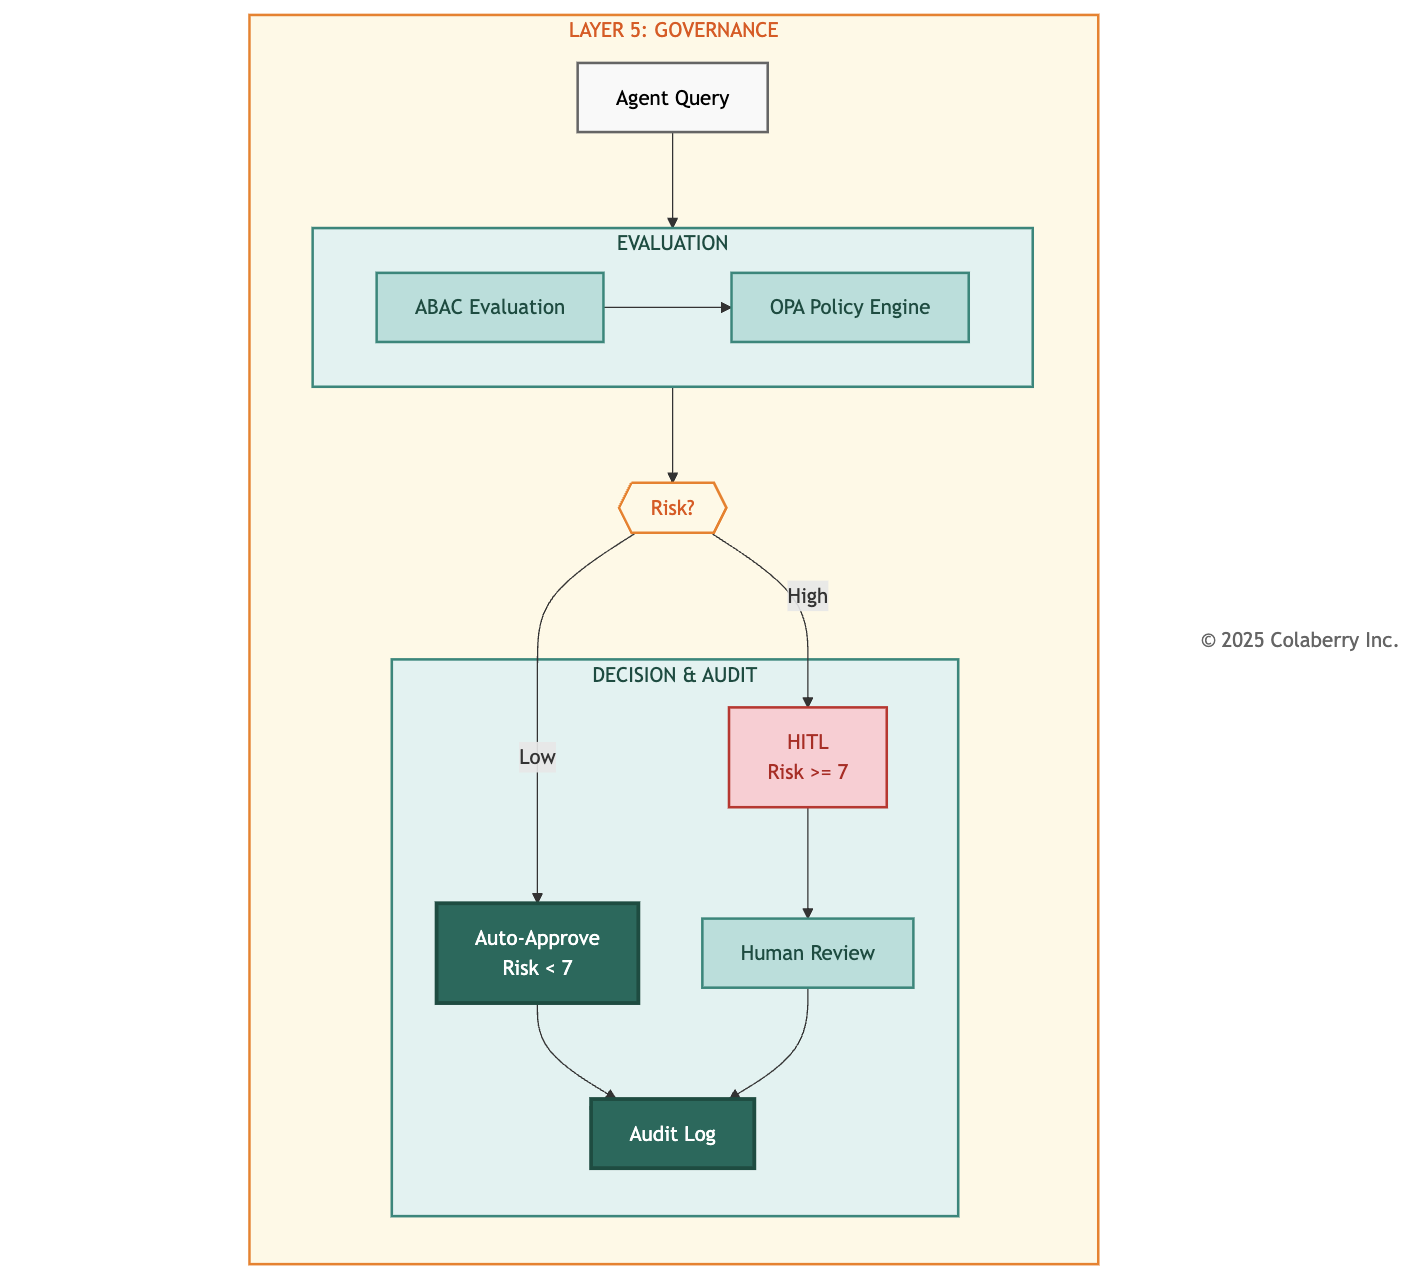 LAYER 5: GOVERNANCE
Agent Query
EVALUATION
ABAC Evaluation
OPA Policy Engine
Risk?
High
© 2025 Colaberry Inc.
DECISION & AUDIT
HITL
Risk >= 7
Low
Auto-Approve
Risk < 7
Human Review
Audit Log